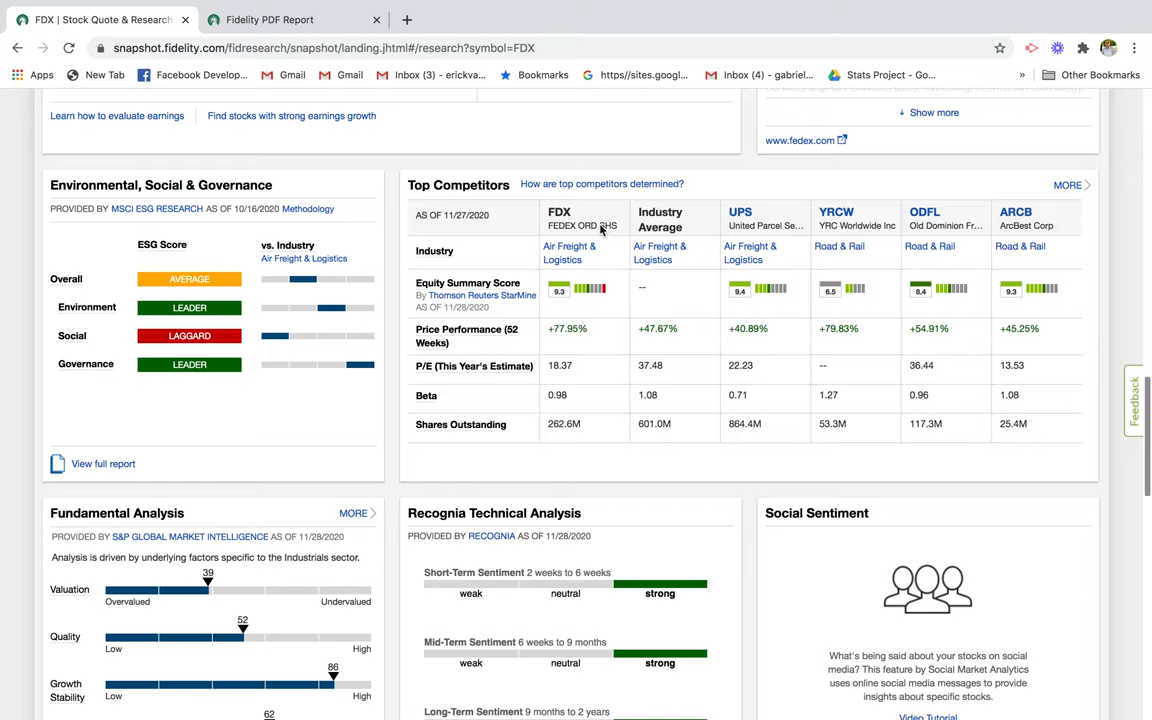 FDX | Stock Quote & Research
Fidelity PDF Report
snapshot.fidelity.com/fidresearch/snapshot/landing.jhtml#/research?symbol=FDX
Apps
New Tab
Facebook Develop...
Gmail
Gmail
Inbox (3) - erickva...
Bookmarks
https//sites.googl...
Inbox (4) - gabriel...
Stats Project - Go...
»
Other Bookmarks
Learn how to evaluate earnings
Find stocks with strong earnings growth
Show more
www.fedex.com
Environmental, Social & Governance
PROVIDED BY MSCI ESG RESEARCH AS OF 10/16/2020 Methodology
ESG Score
vs. Industry
Air Freight & Logistics
Overall AVERAGE
Environment LEADER
Social LAGGARD
Governance LEADER
View full report
Top Competitors How are top competitors determined? MORE
AS OF 11/27/2020
FDX
FEDEX ORD SHS
Industry
Average
UPS
United Parcel Se...
YRCW
YRC Worldwide Inc
ODFL
Old Dominion Fr...
ARCB
ArcBest Corp
Industry
Air Freight &
Logistics
Air Freight &
Logistics
Air Freight &
Logistics
Road & Rail
Road & Rail
Road & Rail
Equity Summary Score
By Thomson Reuters StarMine
AS OF 11/28/2020
9.3 -- 9.4 6.5 8.4 9.3
Price Performance (52
Weeks)
+77.95% +47.67% +40.89% +79.83% +54.91% +45.25%
P/E (This Year's Estimate) 18.37 37.48 22.23 -- 36.44 13.53
Beta 0.98 1.08 0.71 1.27 0.96 1.08
Shares Outstanding 262.6M 601.0M 864.4M 53.3M 117.3M 25.4M
Feedback
Fundamental Analysis MORE
PROVIDED BY S&P GLOBAL MARKET INTELLIGENCE AS OF 11/28/2020
Analysis is driven by underlying factors specific to the Industrials sector.
39
Valuation
Overvalued Undervalued
52
Quality
Low High
86
Growth
Stability
Low High
62
Recognia Technical Analysis
PROVIDED BY RECOGNIA AS OF 11/28/2020
Short-Term Sentiment 2 weeks to 6 weeks
weak neutral strong
Mid-Term Sentiment 6 weeks to 9 months
weak neutral strong
Long-Term Sentiment 9 months to 2 years
Social Sentiment
What's being said about your stocks on social
media? This feature by Social Market Analytics
uses online social media messages to provide
insights about specific stocks.
Video Tutorial